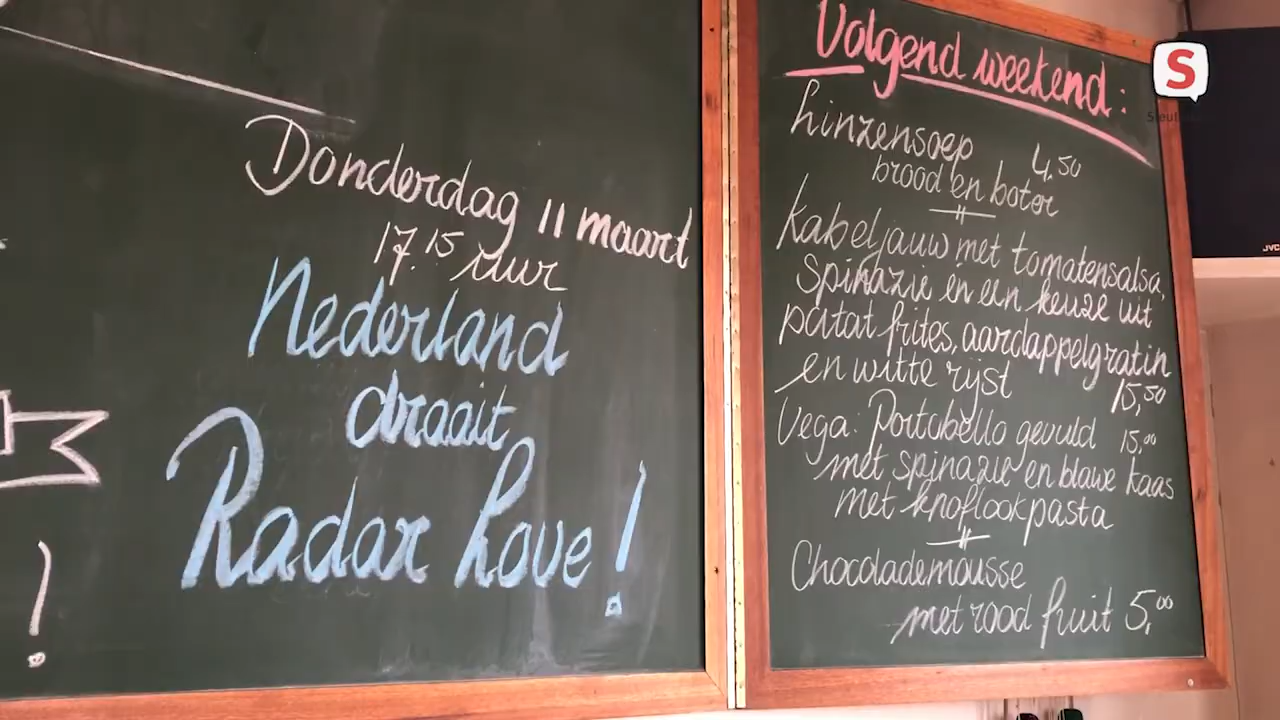 Donderdag 11 maart
17.15 uur
Nederland
draait
Radar Love!
!
Volgend weekend:
Linzensoep 4,50
brood en boter
Kabeljauw met tomatensalsa,
spinazie en een keuze uit
patat frites, aardappelgratin
en witte rijst 15,50
Vega: Portobello gevuld 15,00
met spinazie en blauwe kaas
met knoflookpasta
Chocolademousse
met rood fruit 5,00
S
JVC